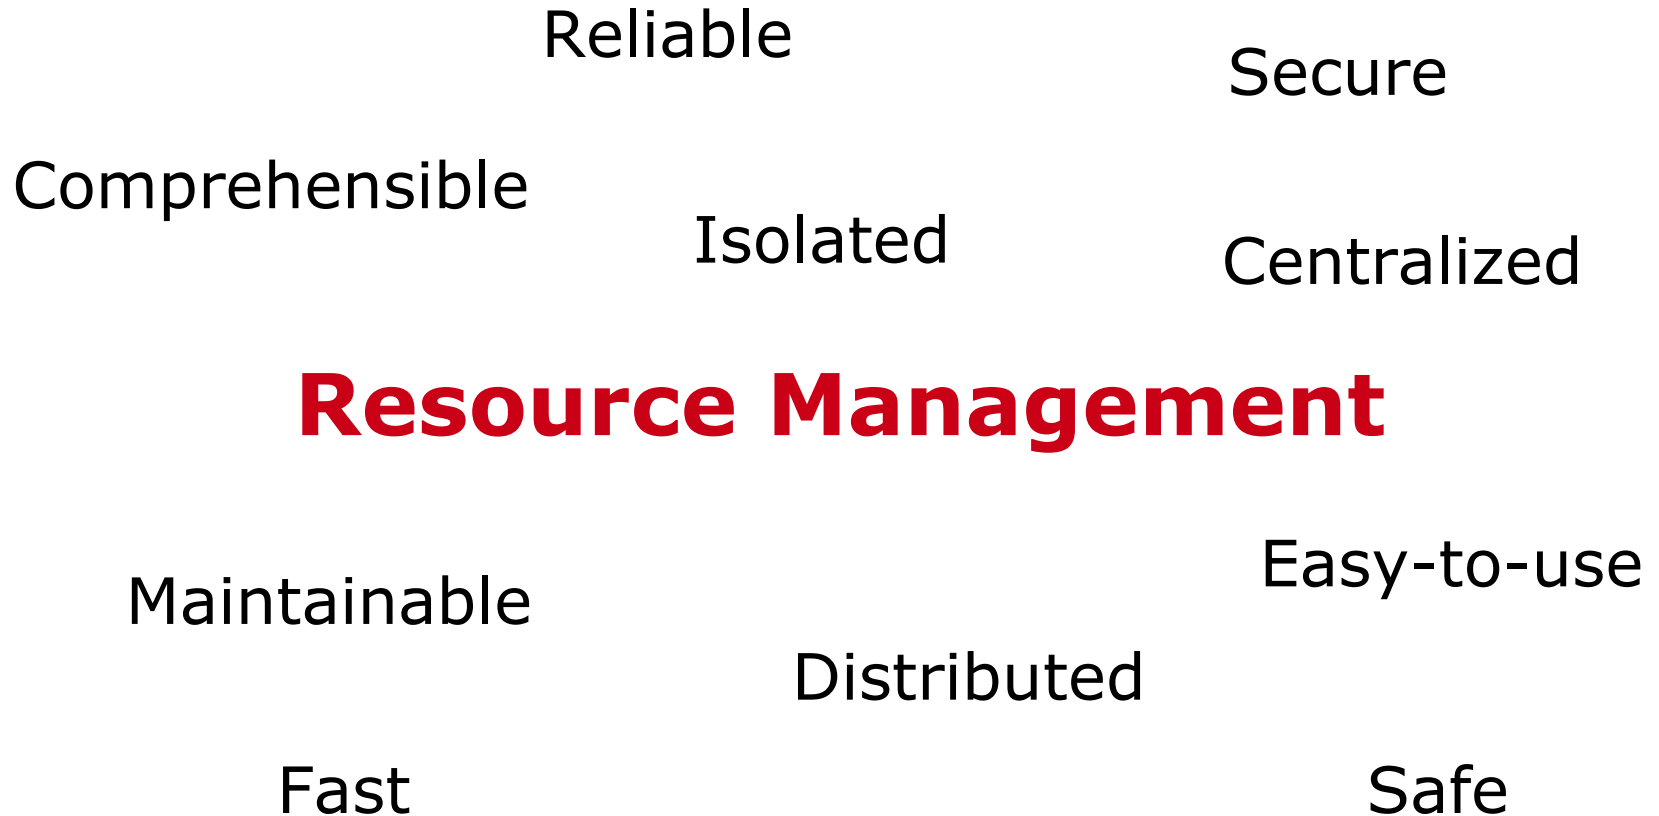 Reliable
Secure
Comprehensible
Isolated
Centralized
Resource Management
Easy-to-use
Maintainable
Distributed
Fast
Safe